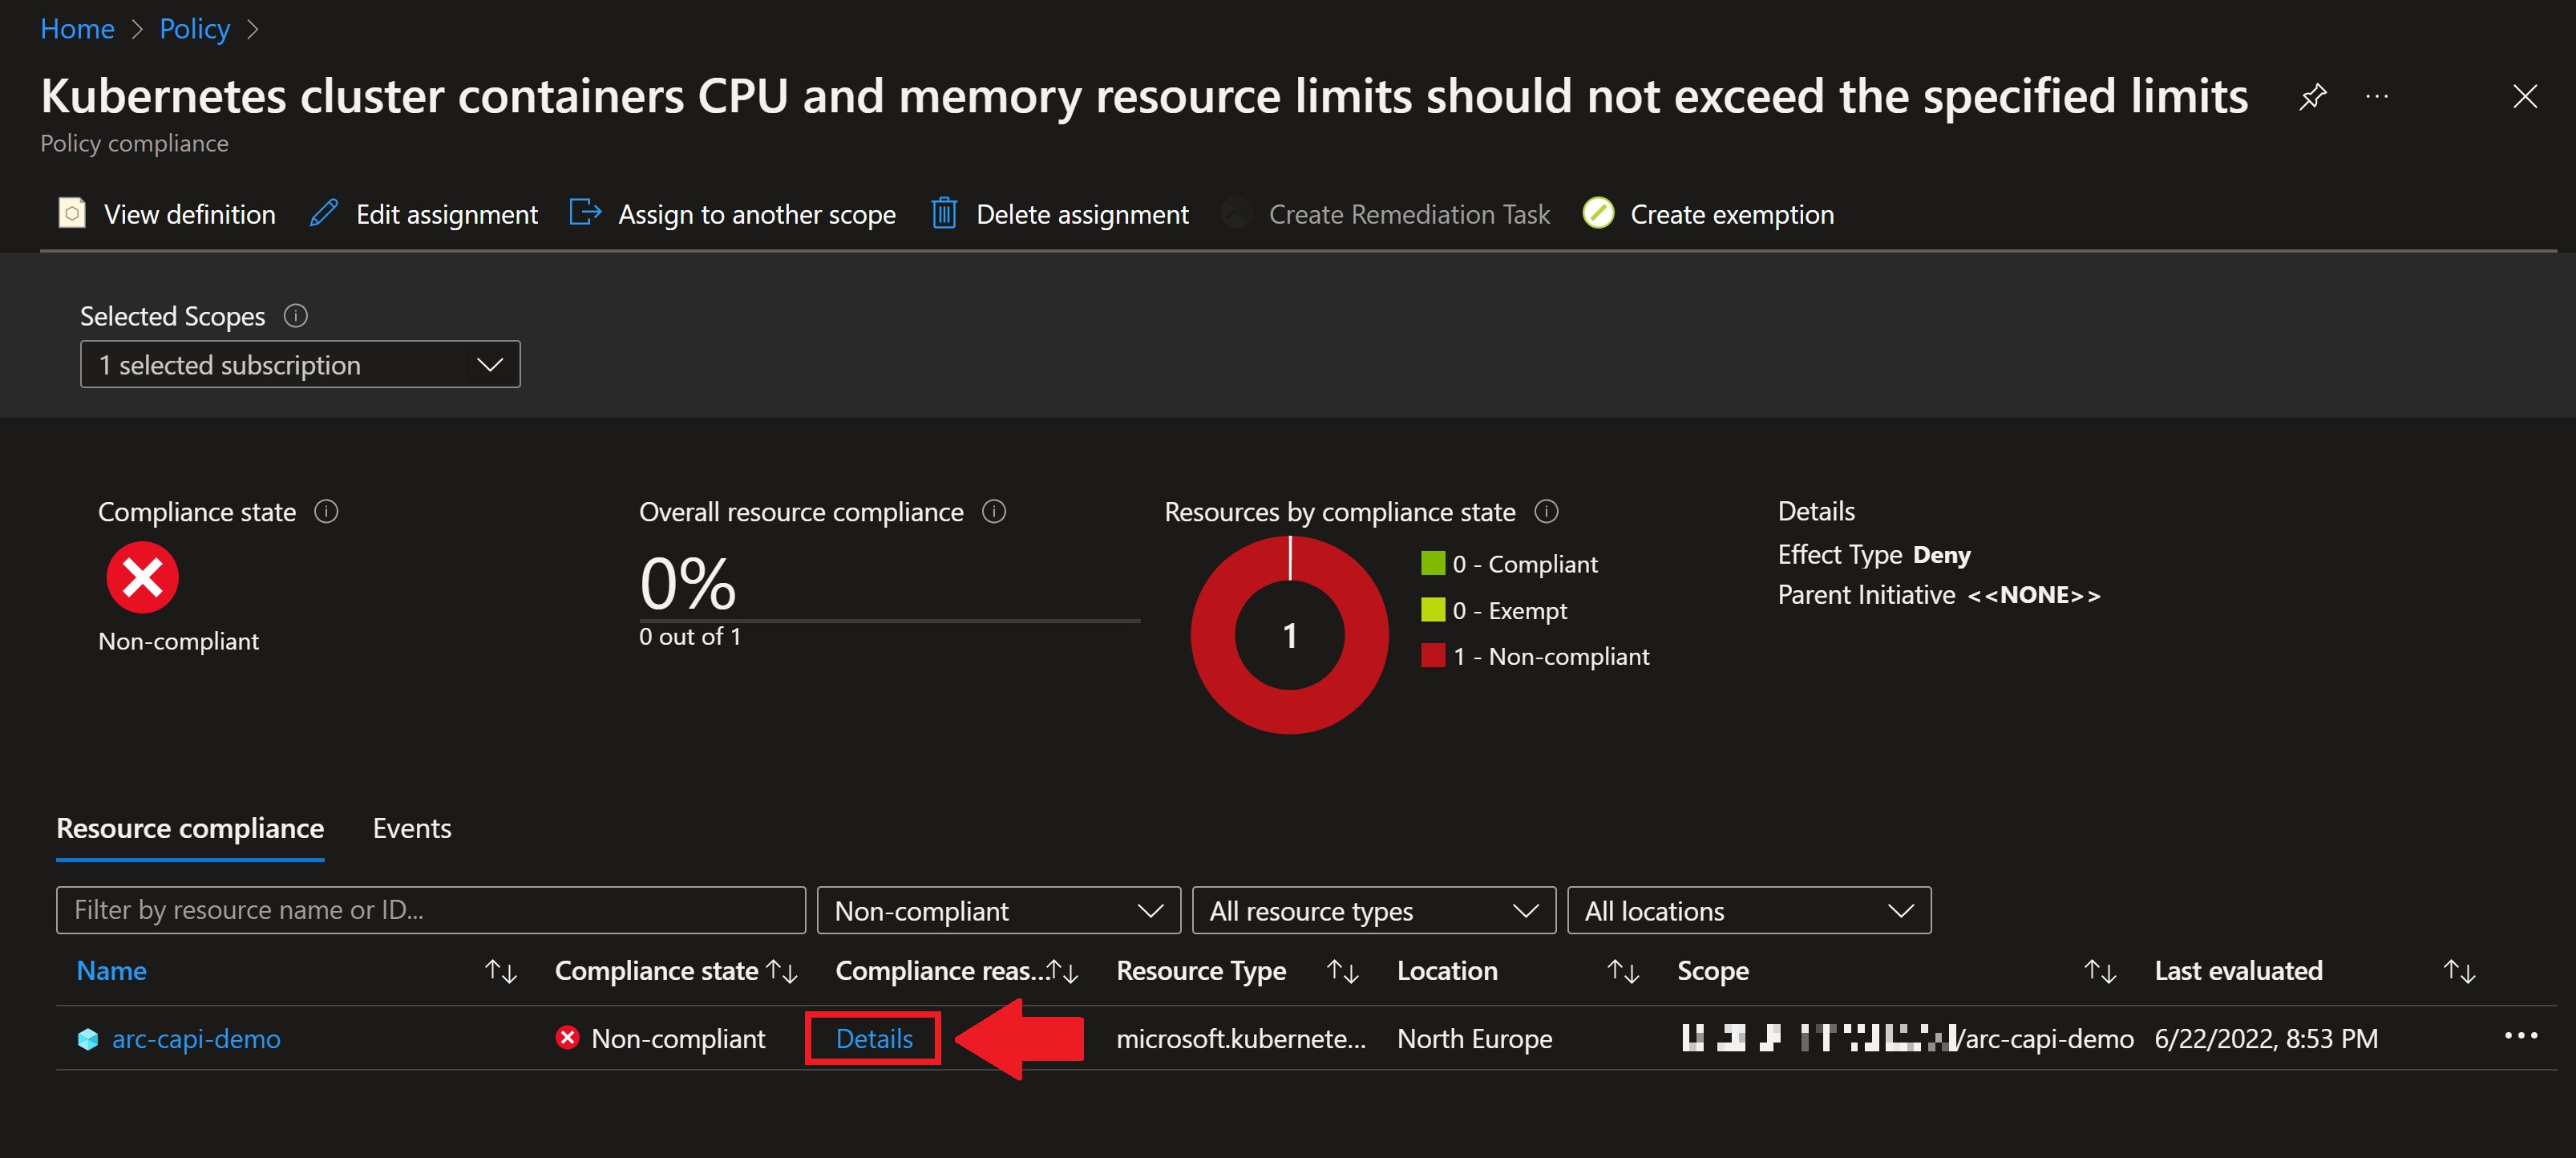 Home > Policy >
Kubernetes cluster containers CPU and memory resource limits should not exceed the specified limits
Policy compliance
View definition Edit assignment Assign to another scope Delete assignment Create Remediation Task Create exemption
Selected Scopes
1 selected subscription
Compliance state Overall resource compliance Resources by compliance state Details
Non-compliant
0%
0 out of 1
1
0 - Compliant
0 - Exempt
1 - Non-compliant
Effect Type Deny
Parent Initiative <<NONE>>
Resource compliance Events
Filter by resource name or ID... Non-compliant All resource types All locations
Name Compliance state Compliance reas... Resource Type Location Scope Last evaluated
arc-capi-demo Non-compliant Details microsoft.kubernete... North Europe /arc-capi-demo 6/22/2022, 8:53 PM